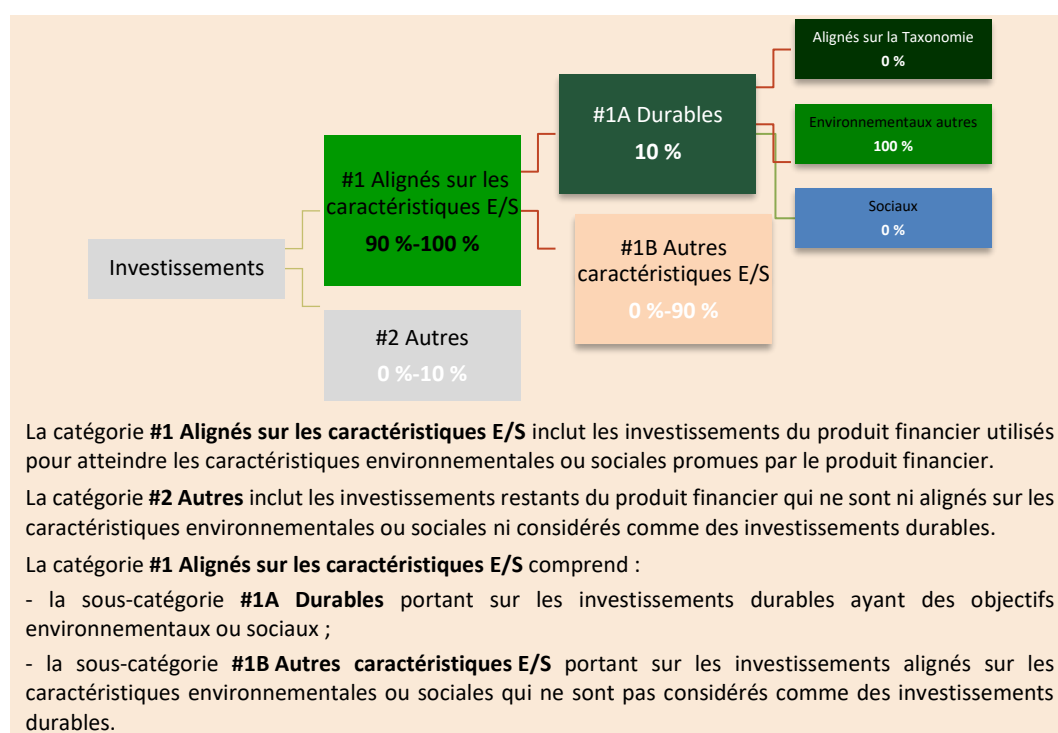 Alignés sur la Taxonomie
0 %
#1A Durables
10 %
Environnementaux autres
100 %
#1 Alignés sur les
caractéristiques E/S
90 %-100 %
Sociaux
0 %
Investissements
#1B Autres
caractéristiques E/S
0 %-90 %
#2 Autres
0 %-10 %
La catégorie #1 Alignés sur les caractéristiques E/S inclut les investissements du produit financier utilisés
pour atteindre les caractéristiques environnementales ou sociales promues par le produit financier.
La catégorie #2 Autres inclut les investissements restants du produit financier qui ne sont ni alignés sur les
caractéristiques environnementales ou sociales ni considérés comme des investissements durables.
La catégorie #1 Alignés sur les caractéristiques E/S comprend :
- la sous-catégorie #1A Durables portant sur les investissements durables ayant des objectifs
environnementaux ou sociaux ;
- la sous-catégorie #1B Autres caractéristiques E/S portant sur les investissements alignés sur les
caractéristiques environnementales ou sociales qui ne sont pas considérés comme des investissements
durables.